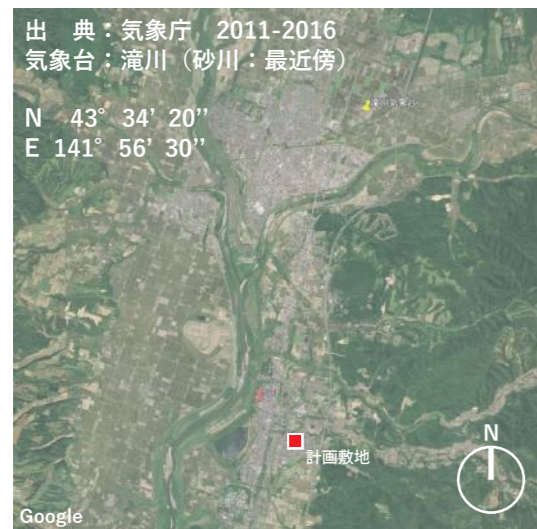 出　典：気象庁　2011-2016
気象台：滝川（砂川：最近傍）
N　43°　34’　20’’
E　141°　56’　30’’
計画敷地
N
Google